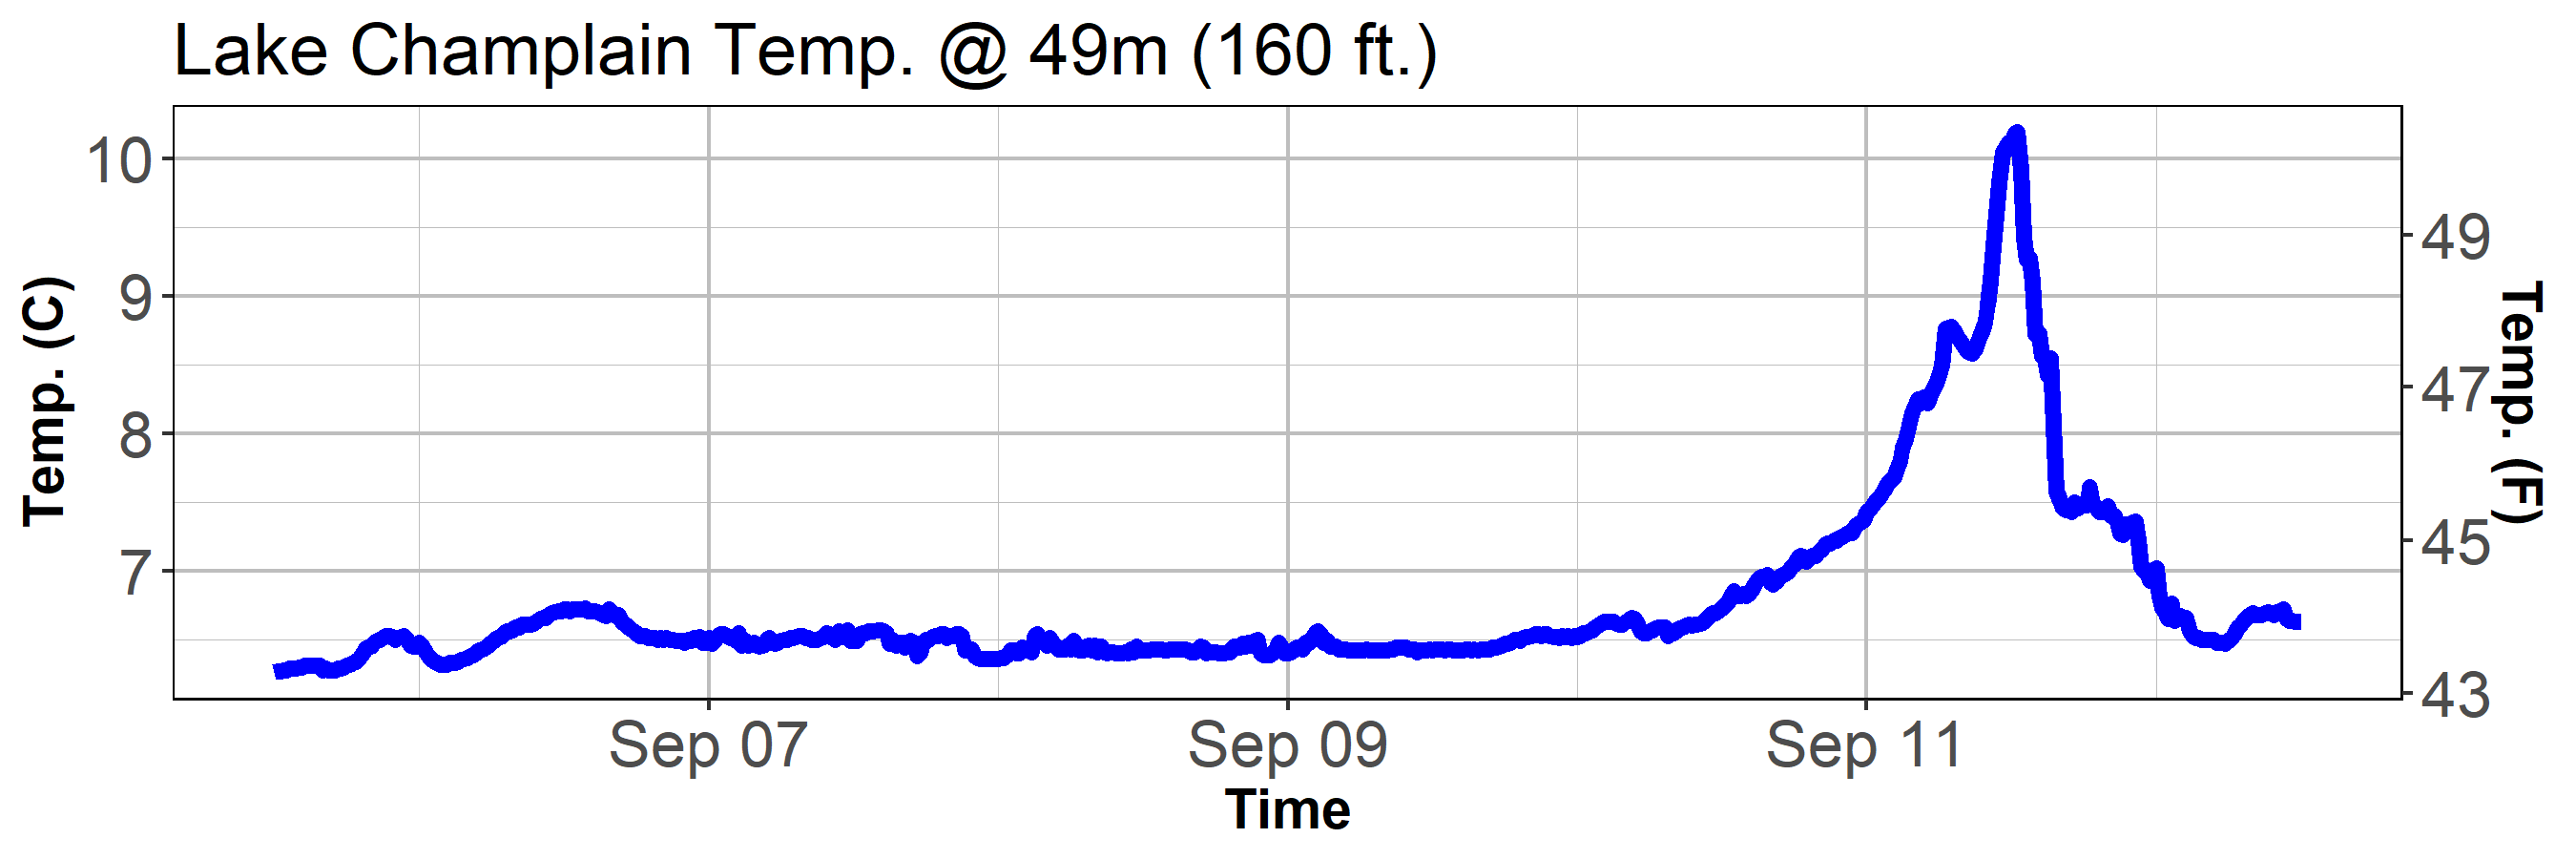 Lake Champlain Temp. @ 49m (160 ft.)
Temp. (C)
10
9
8
7
49
47
45
43
Temp. (F)
Sep 07 Sep 09 Sep 11
Time